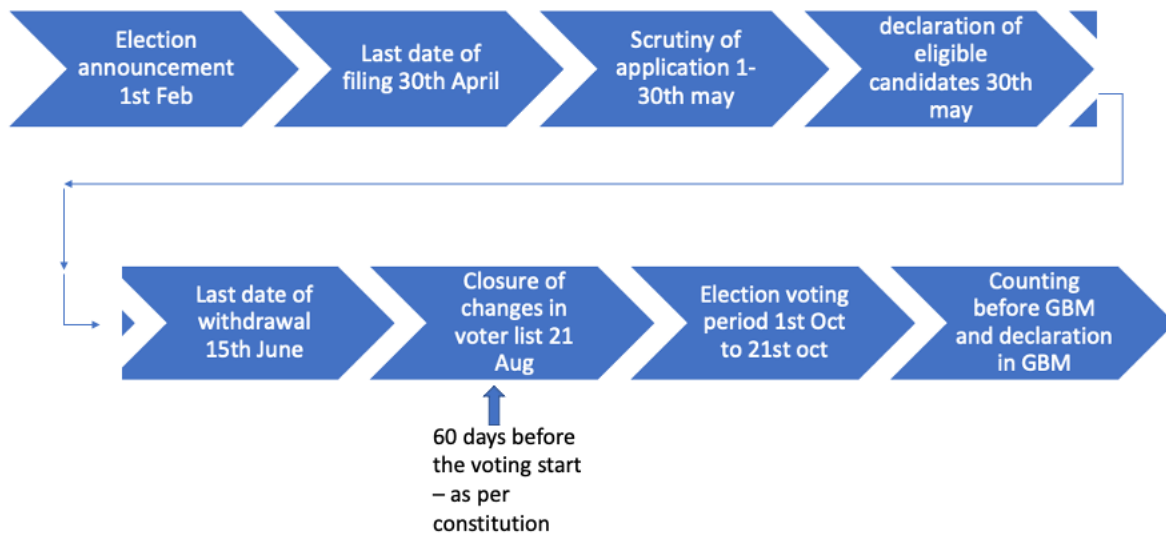 Election
announcement
1st Feb
Last date of
filing 30th April
Scrutiny of
application 1-
30th may
declaration of
eligible
candidates 30th
may
Last date of
withdrawal
15th June
Closure of
changes in
voter list 21
Aug
Election voting
period 1st Oct
to 21st oct
Counting
before GBM
and declaration
in GBM
60 days before
the voting start
– as per
constitution